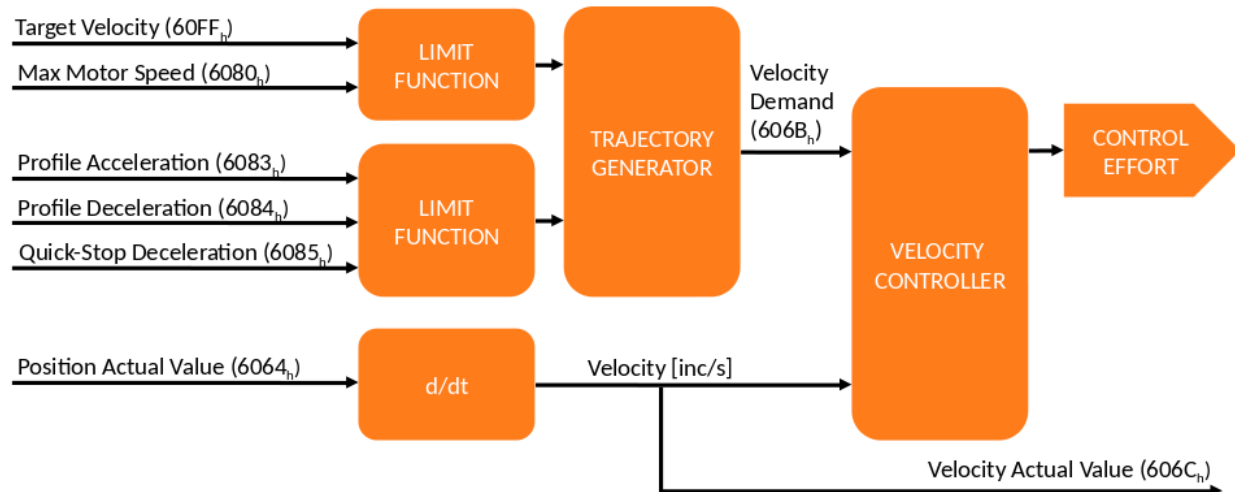 Target Velocity (60FFₕ)
Max Motor Speed (6080ₕ)
LIMIT
FUNCTION
Profile Acceleration (6083ₕ)
Profile Deceleration (6084ₕ)
Quick-Stop Deceleration (6085ₕ)
LIMIT
FUNCTION
TRAJECTORY
GENERATOR
Velocity
Demand
(606Bₕ)
VELOCITY
CONTROLLER
CONTROL
EFFORT
Position Actual Value (6064ₕ)
d/dt
Velocity [inc/s]
Velocity Actual Value (606Cₕ)